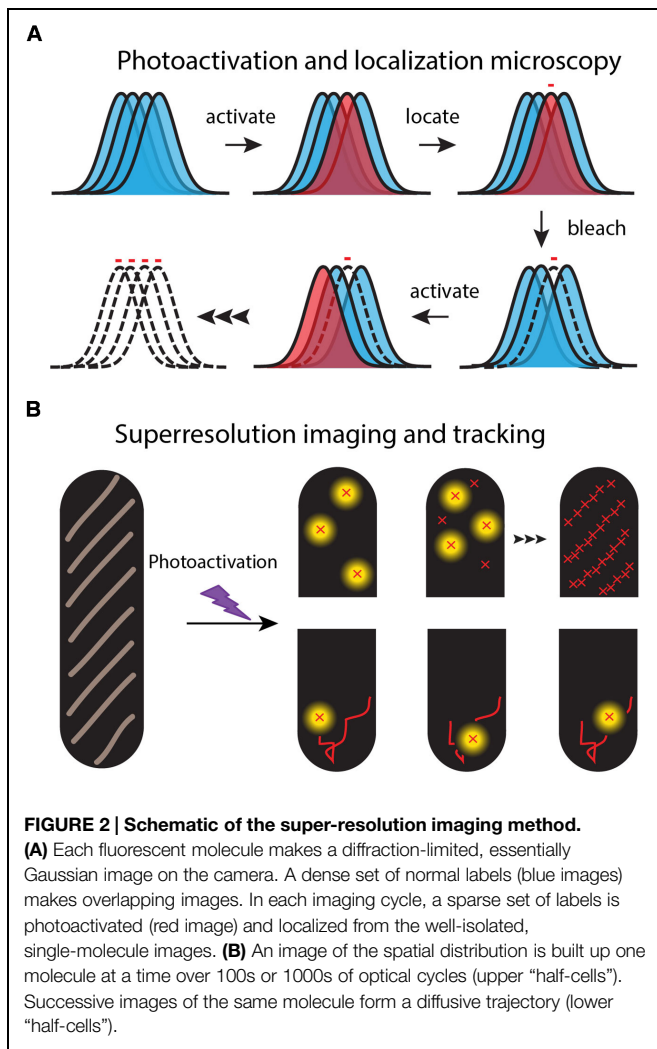 A
Photoactivation and localization microscopy
activate
locate
bleach
activate
B
Superresolution imaging and tracking
Photoactivation
FIGURE 2 | Schematic of the super-resolution imaging method.
(A) Each fluorescent molecule makes a diffraction-limited, essentially
Gaussian image on the camera. A dense set of normal labels (blue images)
makes overlapping images. In each imaging cycle, a sparse set of labels is
photoactivated (red image) and localized from the well-isolated,
single-molecule images. (B) An image of the spatial distribution is built up one
molecule at a time over 100s or 1000s of optical cycles (upper “half-cells”).
Successive images of the same molecule form a diffusive trajectory (lower
“half-cells”).